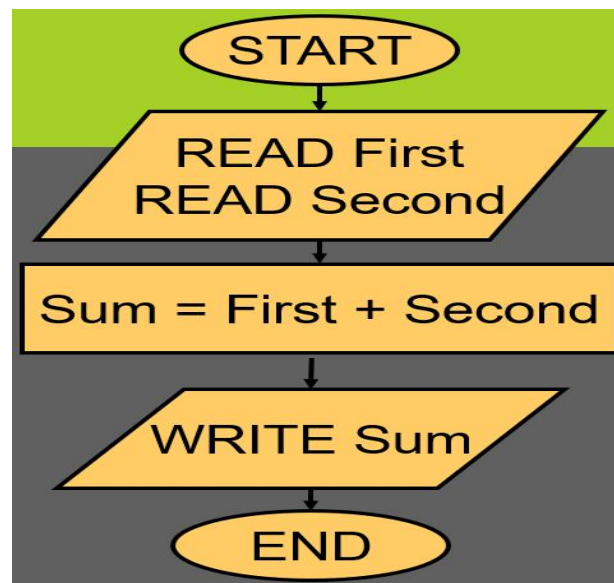 START
READ First
READ Second
Sum = First + Second
WRITE Sum
END